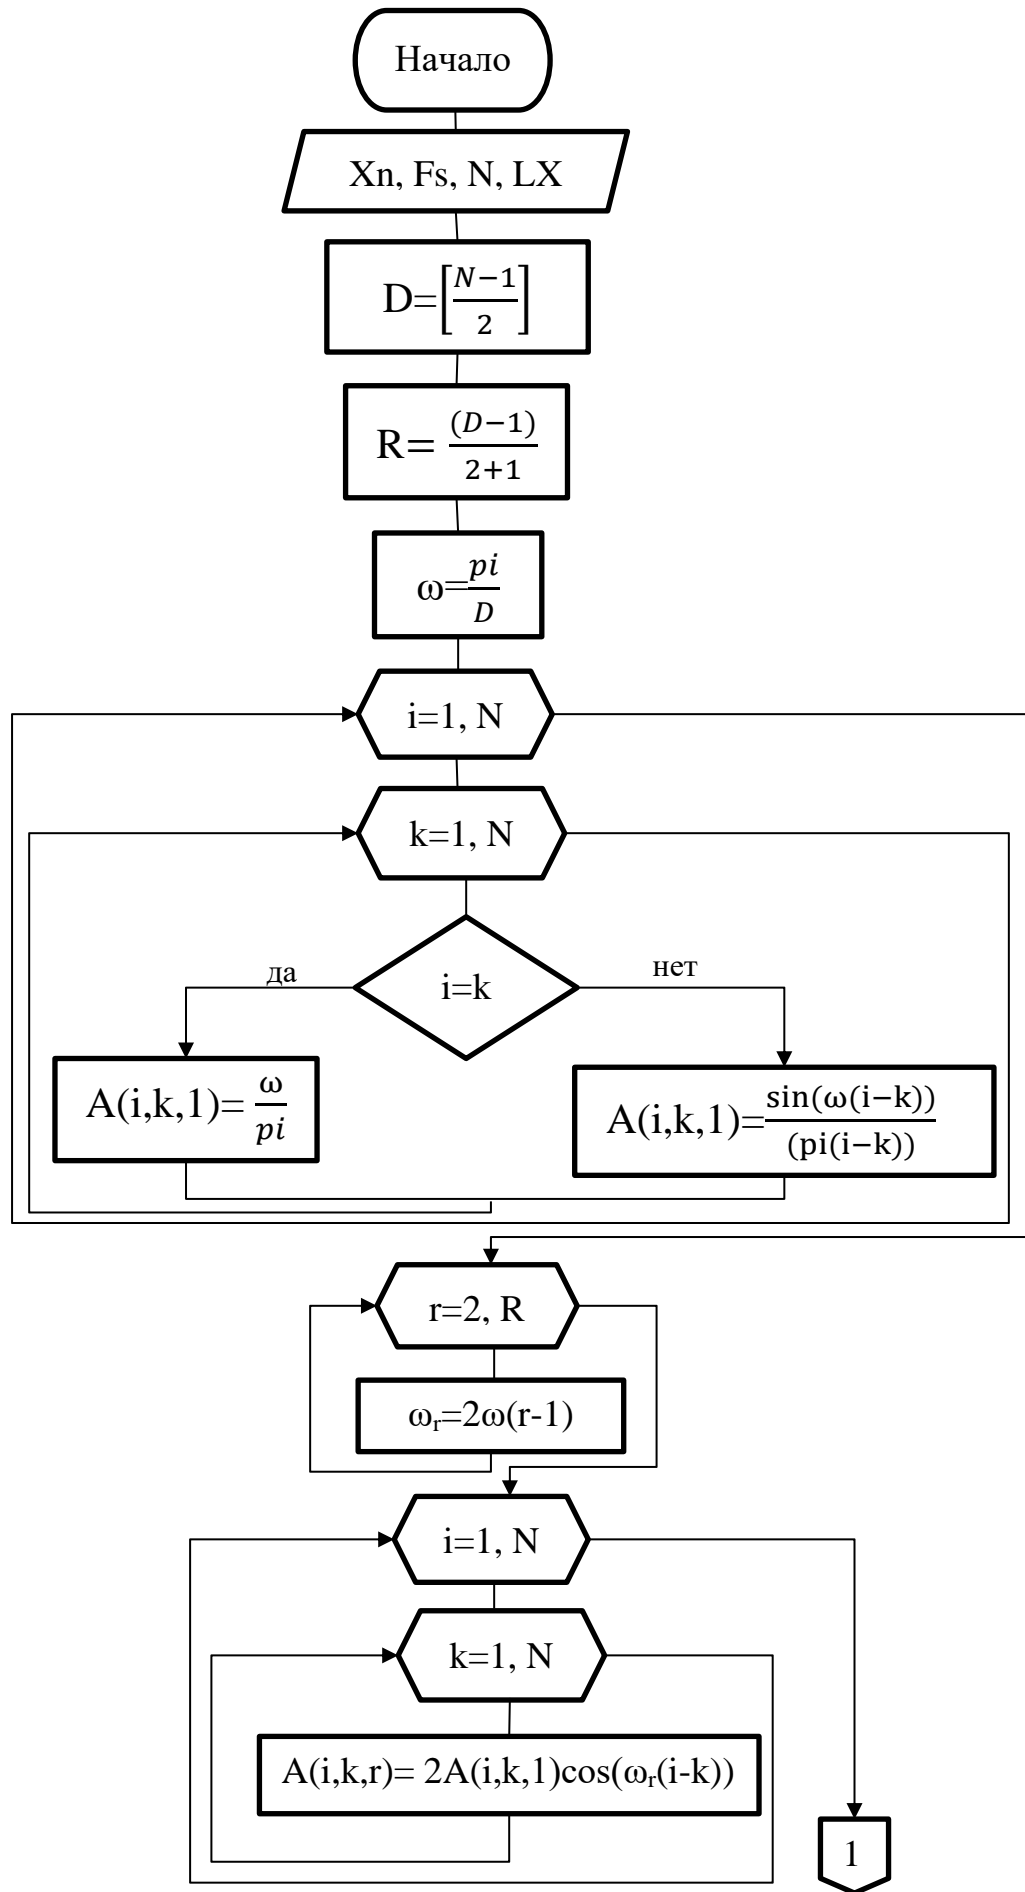 Начало
Xn, Fs, N, LX
D=[(N−1)/2]
R= (D−1)/(2+1)
ω=pi/D
i=1, N
k=1, N
да
нет
i=k
A(i,k,1)= ω/pi
A(i,k,1)=sin(ω(i−k))/(pi(i−k))
r=2, R
ωᵣ=2ω(r-1)
i=1, N
k=1, N
A(i,k,r)= 2A(i,k,1)cos(ωᵣ(i-k))
1